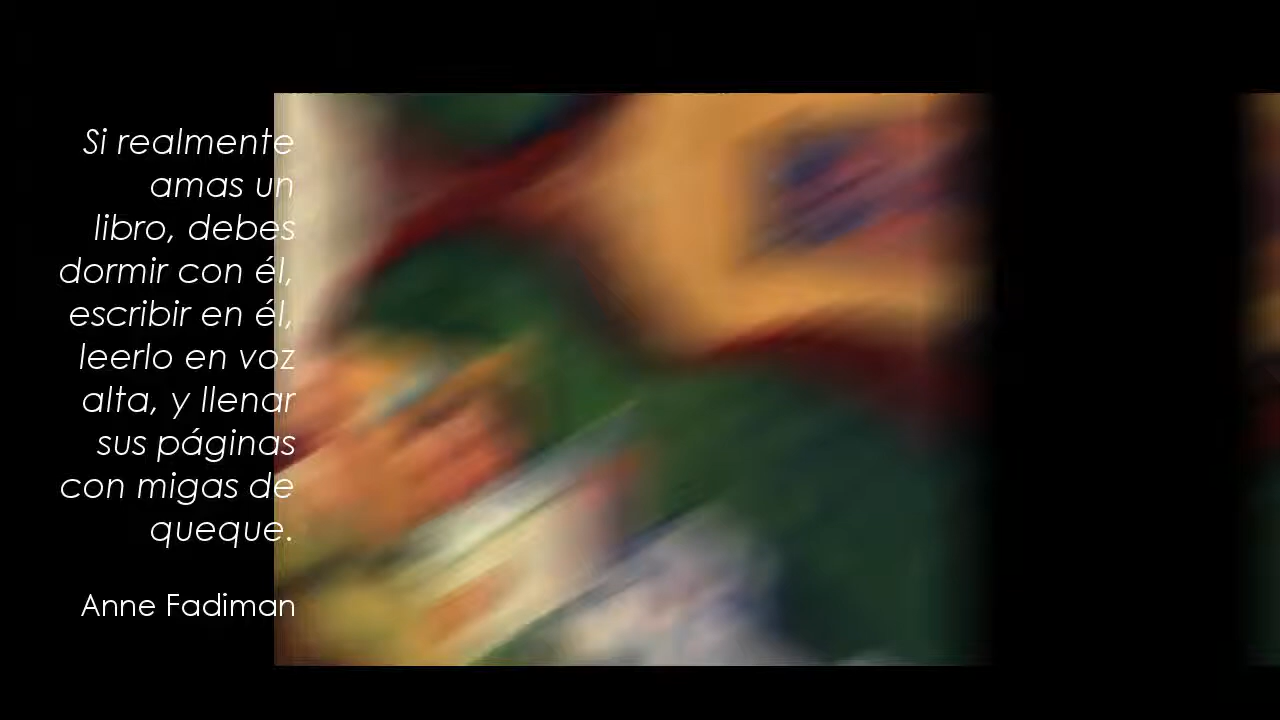 Si realmente
amas un
libro, debes
dormir con él,
escribir en él,
leerlo en voz
alta, y llenar
sus páginas
con migas de
queque.
Anne Fadiman